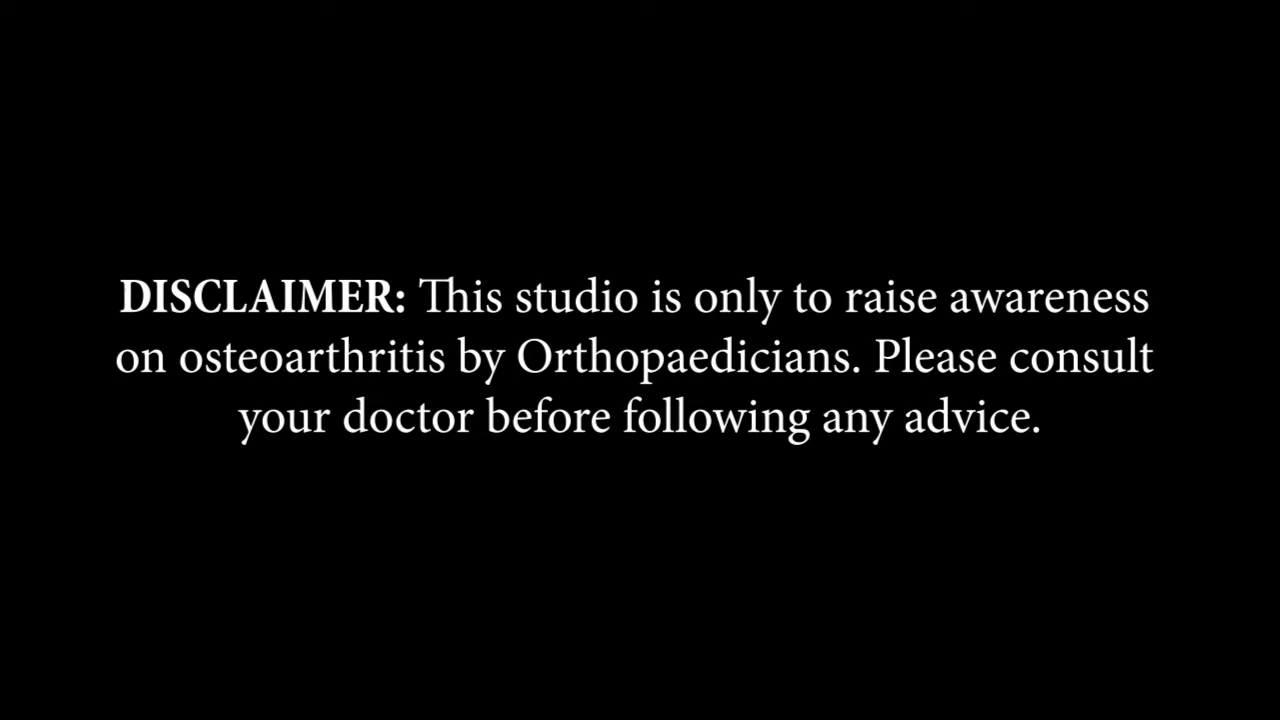 DISCLAIMER: This studio is only to raise awareness
on osteoarthritis by Orthopaedicians. Please consult
your doctor before following any advice.